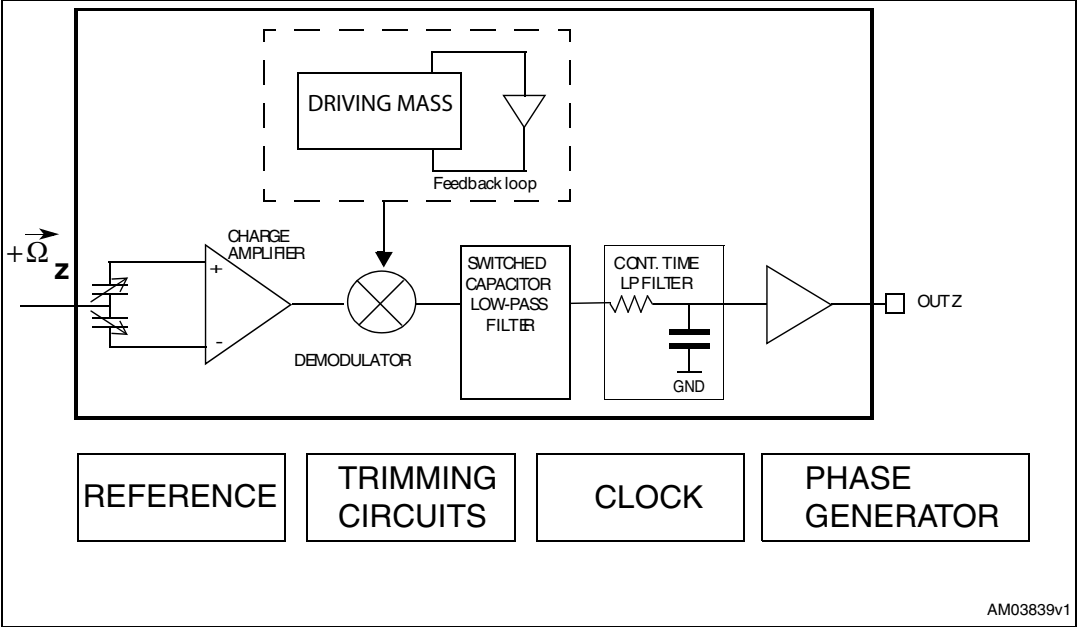 DRIVING MASS
Feedback loop
+Ω
Z
CHARGE
AMPLIFIER
+
-
DEMODULATOR
SWITCHED
CAPACITOR
LOW-PASS
FILTER
CONT. TIME
LP FILTER
GND
OUT Z
REFERENCE
TRIMMING
CIRCUITS
CLOCK
PHASE
GENERATOR
AM03839v1